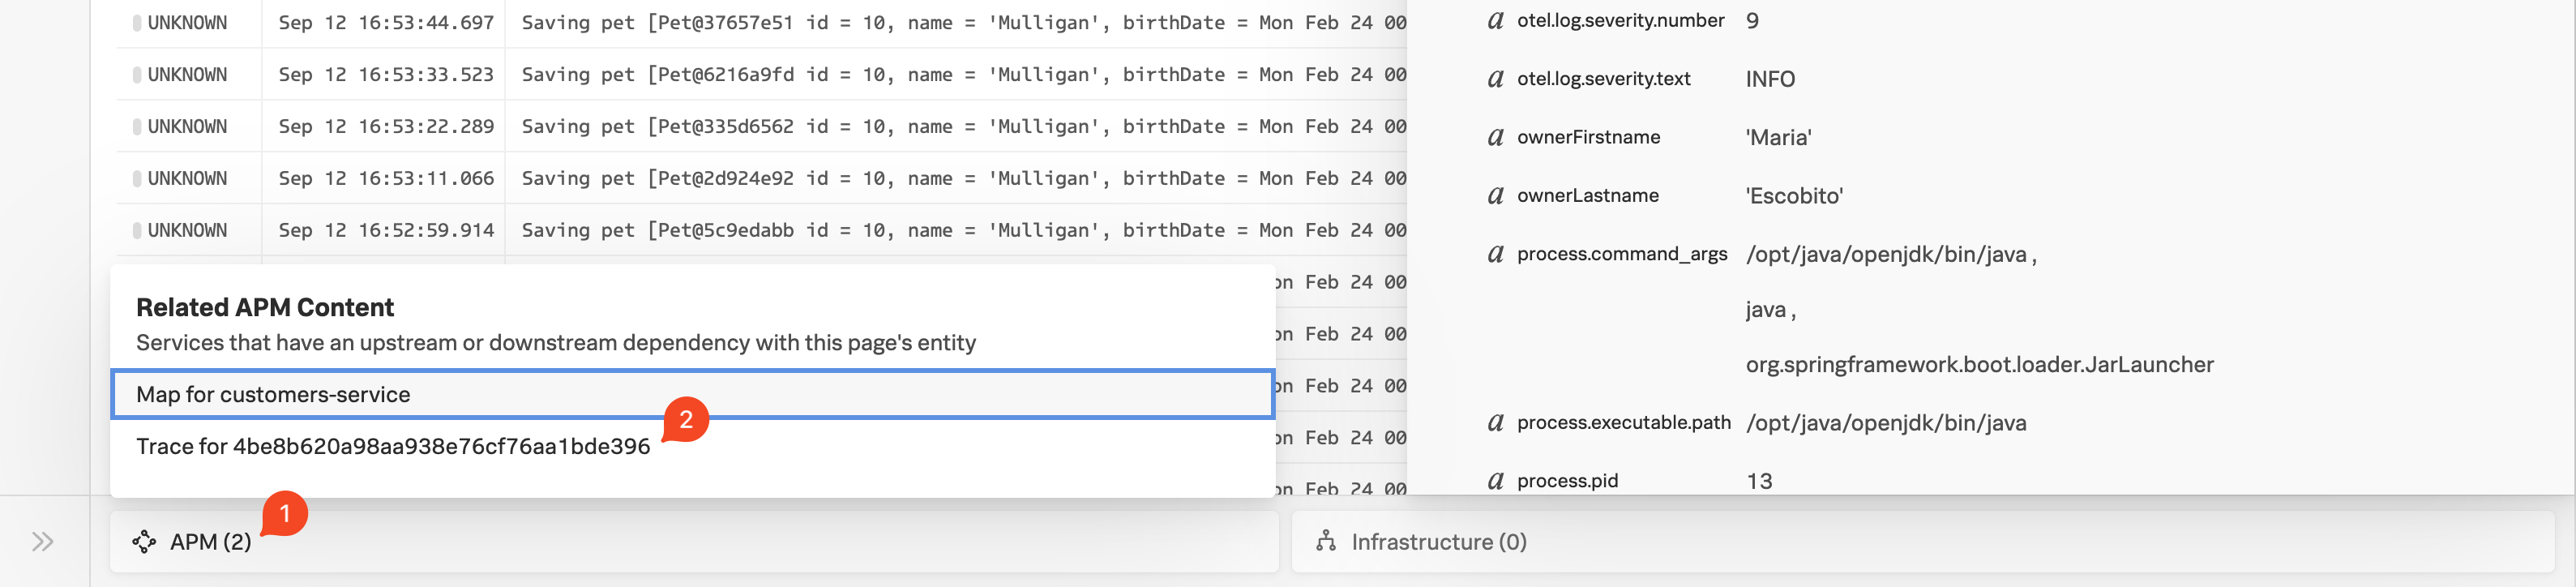 UNKNOWN Sep 12 16:53:44.697 Saving pet [Pet@37657e51 id = 10, name = 'Mulligan', birthDate = Mon Feb 24 00
UNKNOWN Sep 12 16:53:33.523 Saving pet [Pet@6216a9fd id = 10, name = 'Mulligan', birthDate = Mon Feb 24 00
UNKNOWN Sep 12 16:53:22.289 Saving pet [Pet@335d6562 id = 10, name = 'Mulligan', birthDate = Mon Feb 24 00
UNKNOWN Sep 12 16:53:11.066 Saving pet [Pet@2d924e92 id = 10, name = 'Mulligan', birthDate = Mon Feb 24 00
UNKNOWN Sep 12 16:52:59.914 Saving pet [Pet@5c9edabb id = 10, name = 'Mulligan', birthDate = Mon Feb 24 00
on Feb 24 00
on Feb 24 00
on Feb 24 00
on Feb 24 00
on Feb 24 00
Related APM Content
Services that have an upstream or downstream dependency with this page's entity
Map for customers-service
2
Trace for 4be8b620a98aa938e76cf76aa1bde396
1
APM (2)
Infrastructure (0)
a otel.log.severity.number 9
a otel.log.severity.text INFO
a ownerFirstname 'Maria'
a ownerLastname 'Escobito'
a process.command_args /opt/java/openjdk/bin/java ,
java ,
org.springframework.boot.loader.JarLauncher
a process.executable.path /opt/java/openjdk/bin/java
a process.pid 13